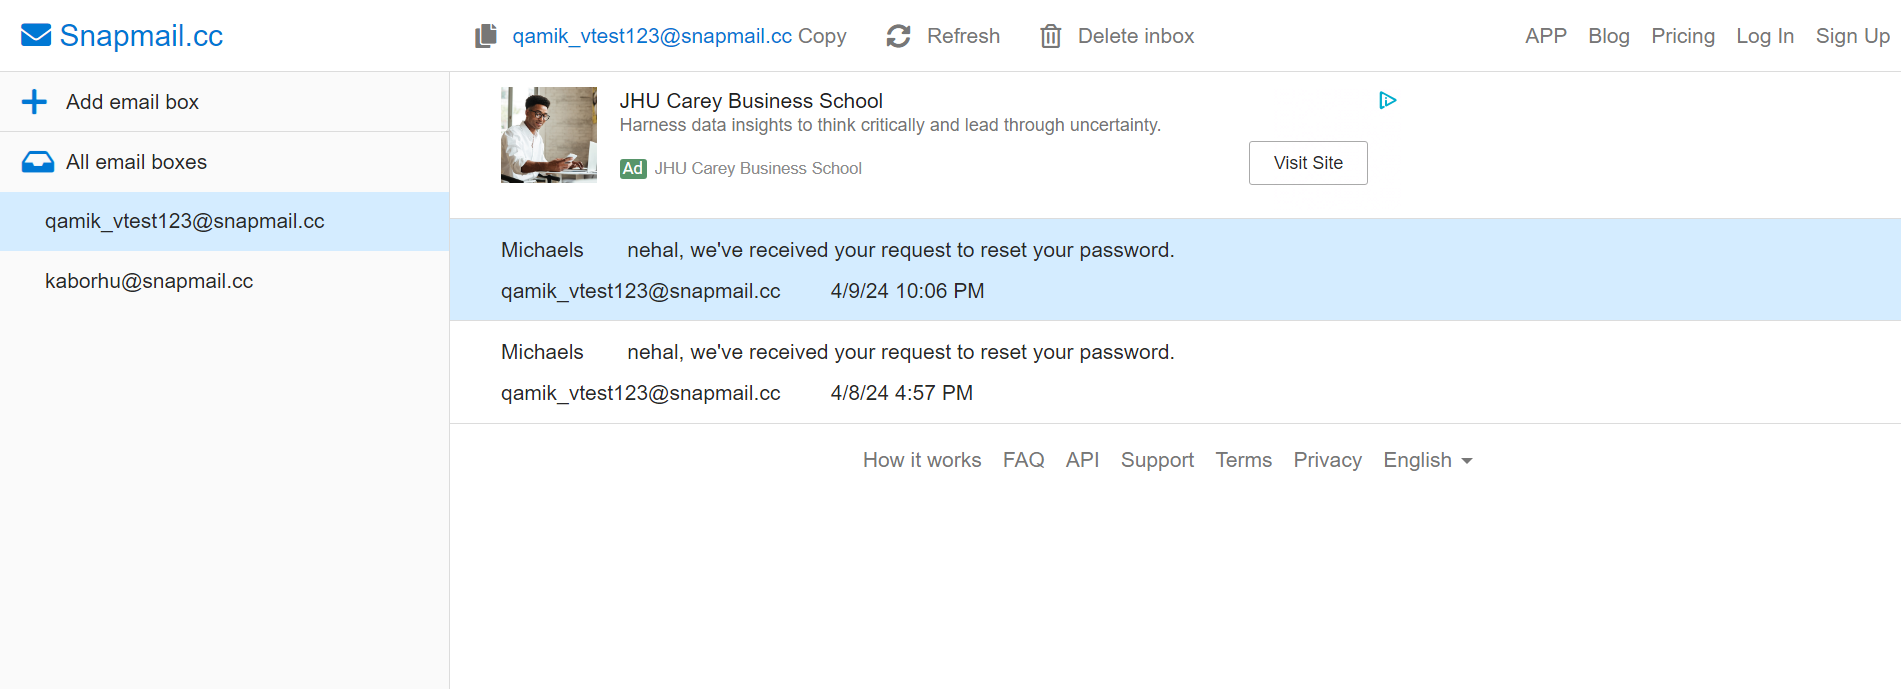 Snapmail.cc
qamik_vtest123@snapmail.cc Copy Refresh Delete inbox
APP Blog Pricing Log In Sign Up
Add email box
All email boxes
qamik_vtest123@snapmail.cc
kaborhu@snapmail.cc
JHU Carey Business School
Harness data insights to think critically and lead through uncertainty.
Ad JHU Carey Business School
Visit Site
Michaels nehal, we've received your request to reset your password.
qamik_vtest123@snapmail.cc 4/9/24 10:06 PM
Michaels nehal, we've received your request to reset your password.
qamik_vtest123@snapmail.cc 4/8/24 4:57 PM
How it works FAQ API Support Terms Privacy English